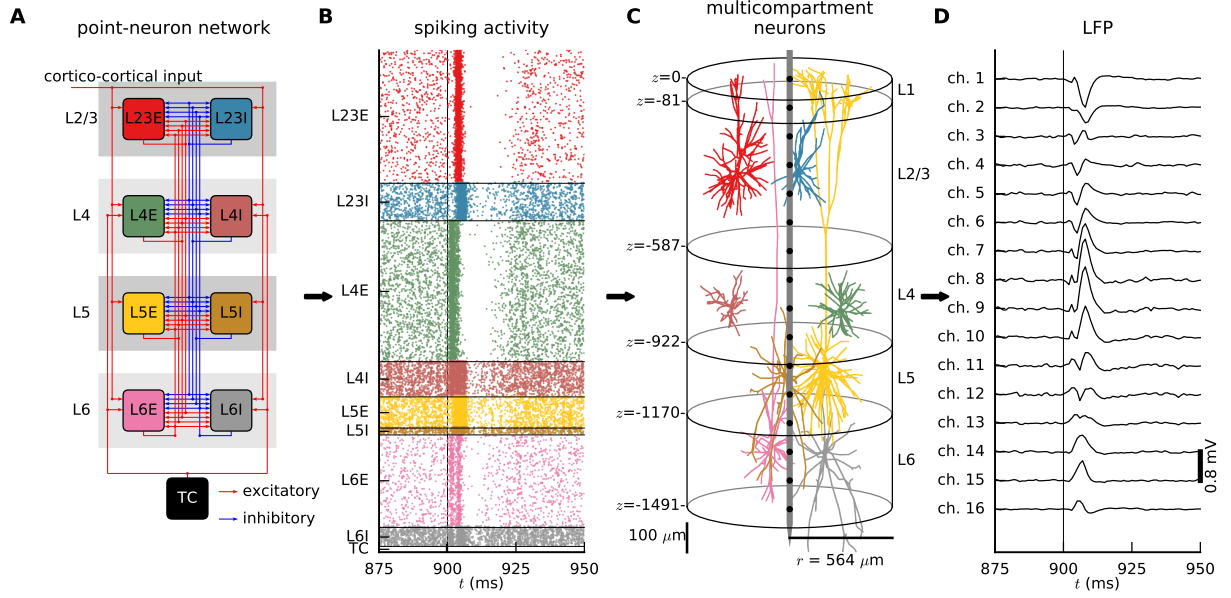 A
point-neuron network
cortico-cortical input
L2/3
L23E
L23I
L4
L4E
L4I
L5
L5E
L5I
L6
L6E
L6I
TC
excitatory
inhibitory
B
spiking activity
L23E
L23I
L4E
L4I
L5E
L5I
L6E
L6I
TC
875
900
925
950
t (ms)
C
multicompartment
neurons
z=0-
z=-81-
z=-587-
z=-922-
z=-1170-
z=-1491-
L1
L2/3
L4
L5
L6
100 μm
r = 564 μm
D
LFP
ch. 1
ch. 2
ch. 3
ch. 4
ch. 5
ch. 6
ch. 7
ch. 8
ch. 9
ch. 10
ch. 11
ch. 12
ch. 13
ch. 14
ch. 15
ch. 16
0.8 mV
875
900
925
950
t (ms)